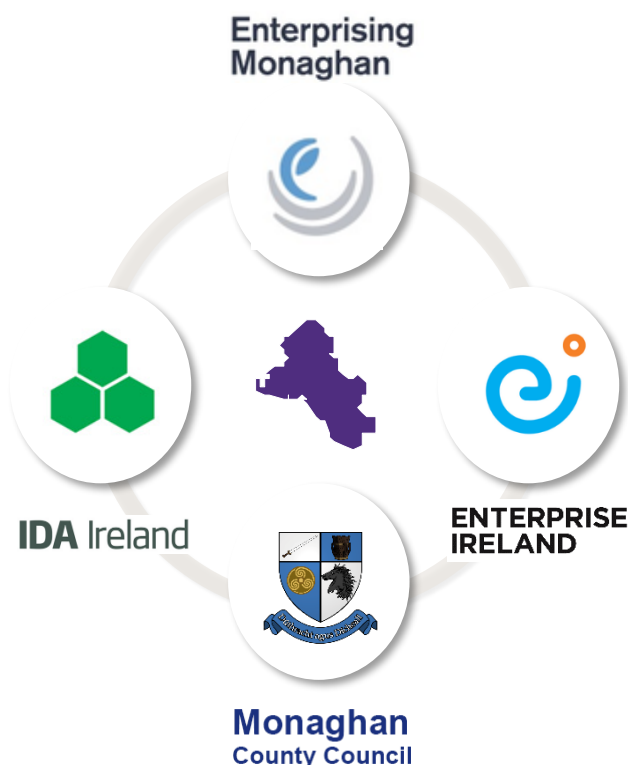 Enterprising
Monaghan
IDA Ireland
ENTERPRISE
IRELAND
Monaghan
County Council